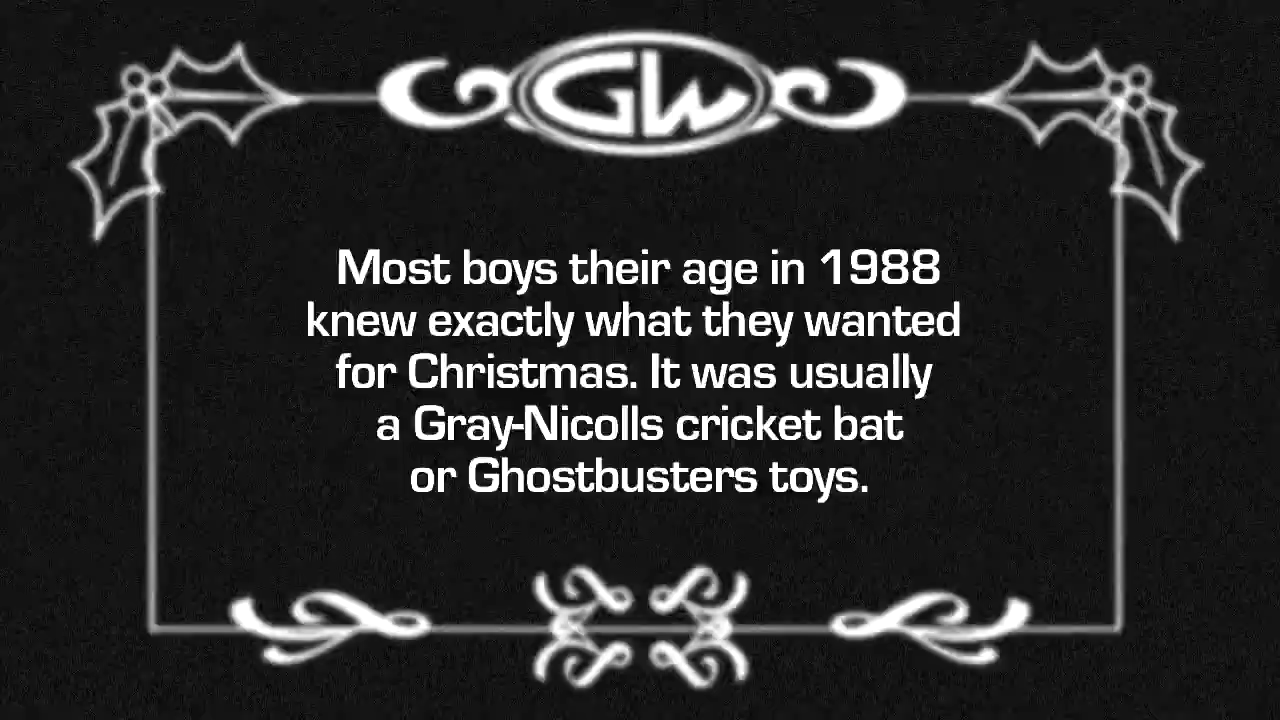 GW
Most boys their age in 1988
knew exactly what they wanted
for Christmas. It was usually
a Gray-Nicolls cricket bat
or Ghostbusters toys.